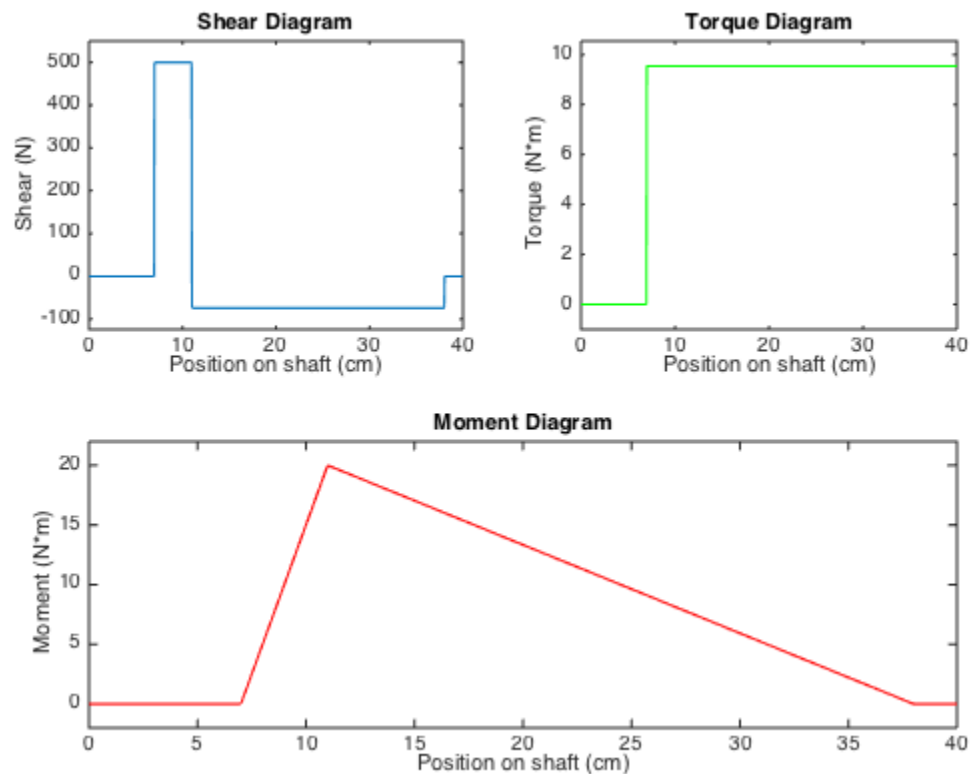 Shear Diagram
500
400
300
200
100
0
-100
Shear (N)
0 10 20 30 40
Position on shaft (cm)
Torque Diagram
10
8
6
4
2
0
Torque (N*m)
0 10 20 30 40
Position on shaft (cm)
Moment Diagram
20
15
10
5
0
Moment (N*m)
0 5 10 15 20 25 30 35 40
Position on shaft (cm)